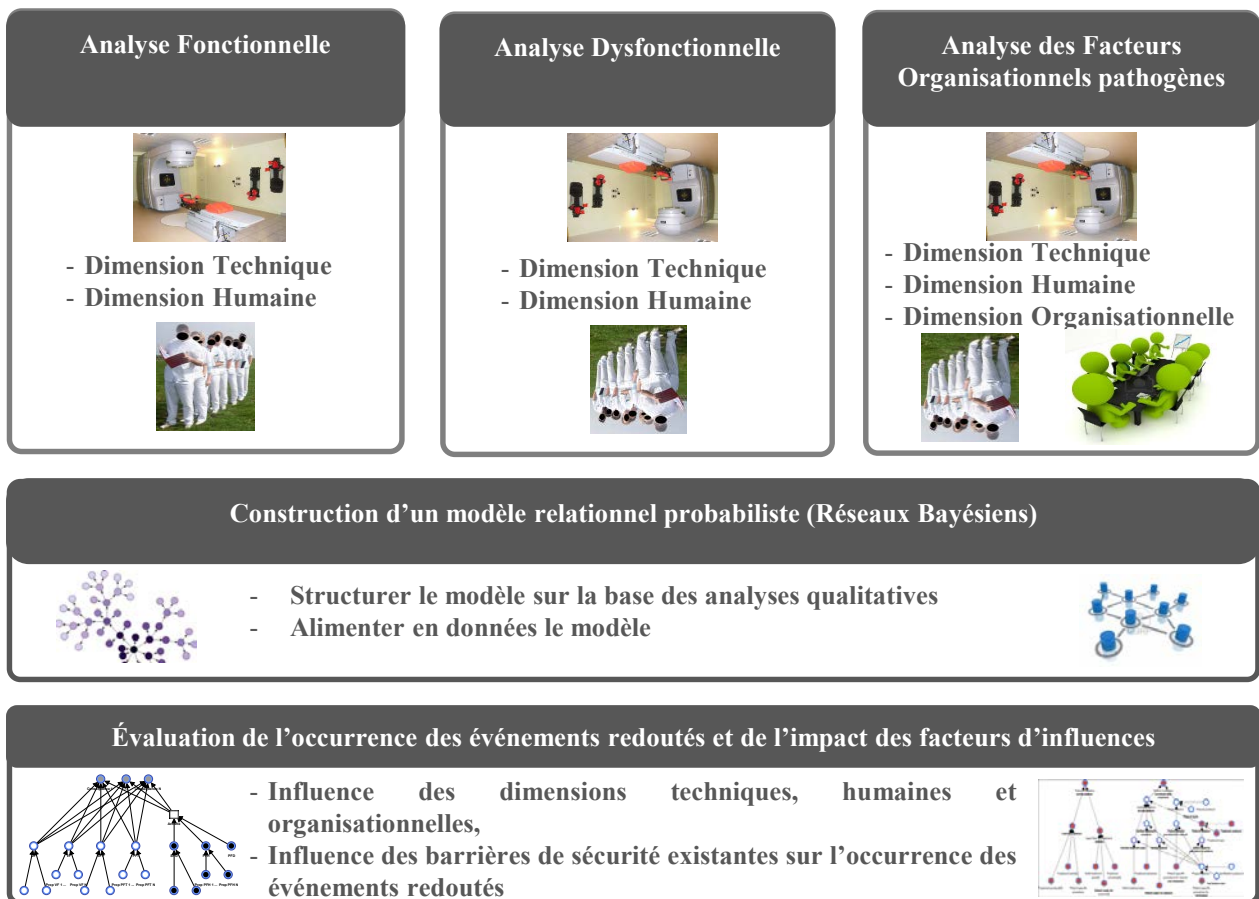 Analyse Fonctionnelle
- Dimension Technique
- Dimension Humaine
Analyse Dysfonctionnelle
- Dimension Technique
- Dimension Humaine
Analyse des Facteurs
Organisationnels pathogènes
- Dimension Technique
- Dimension Humaine
- Dimension Organisationnelle
Construction d’un modèle relationnel probabiliste (Réseaux Bayésiens)
- Structurer le modèle sur la base des analyses qualitatives
- Alimenter en données le modèle
Évaluation de l’occurrence des événements redoutés et de l’impact des facteurs d’influences
- Influence des dimensions techniques, humaines et
organisationnelles,
- Influence des barrières de sécurité existantes sur l’occurrence des
événements redoutés